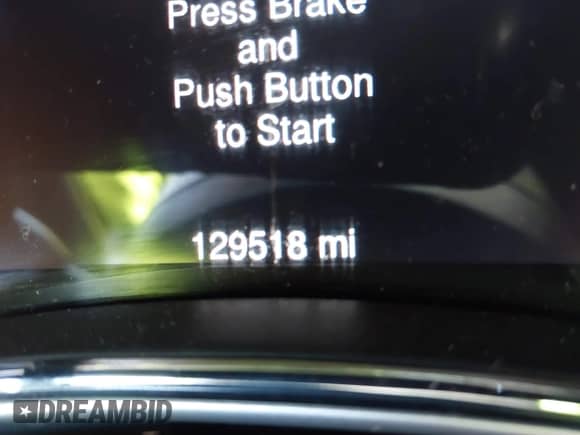 Press Brake
and
Push Button
to Start
129518 mi
DREAMBID